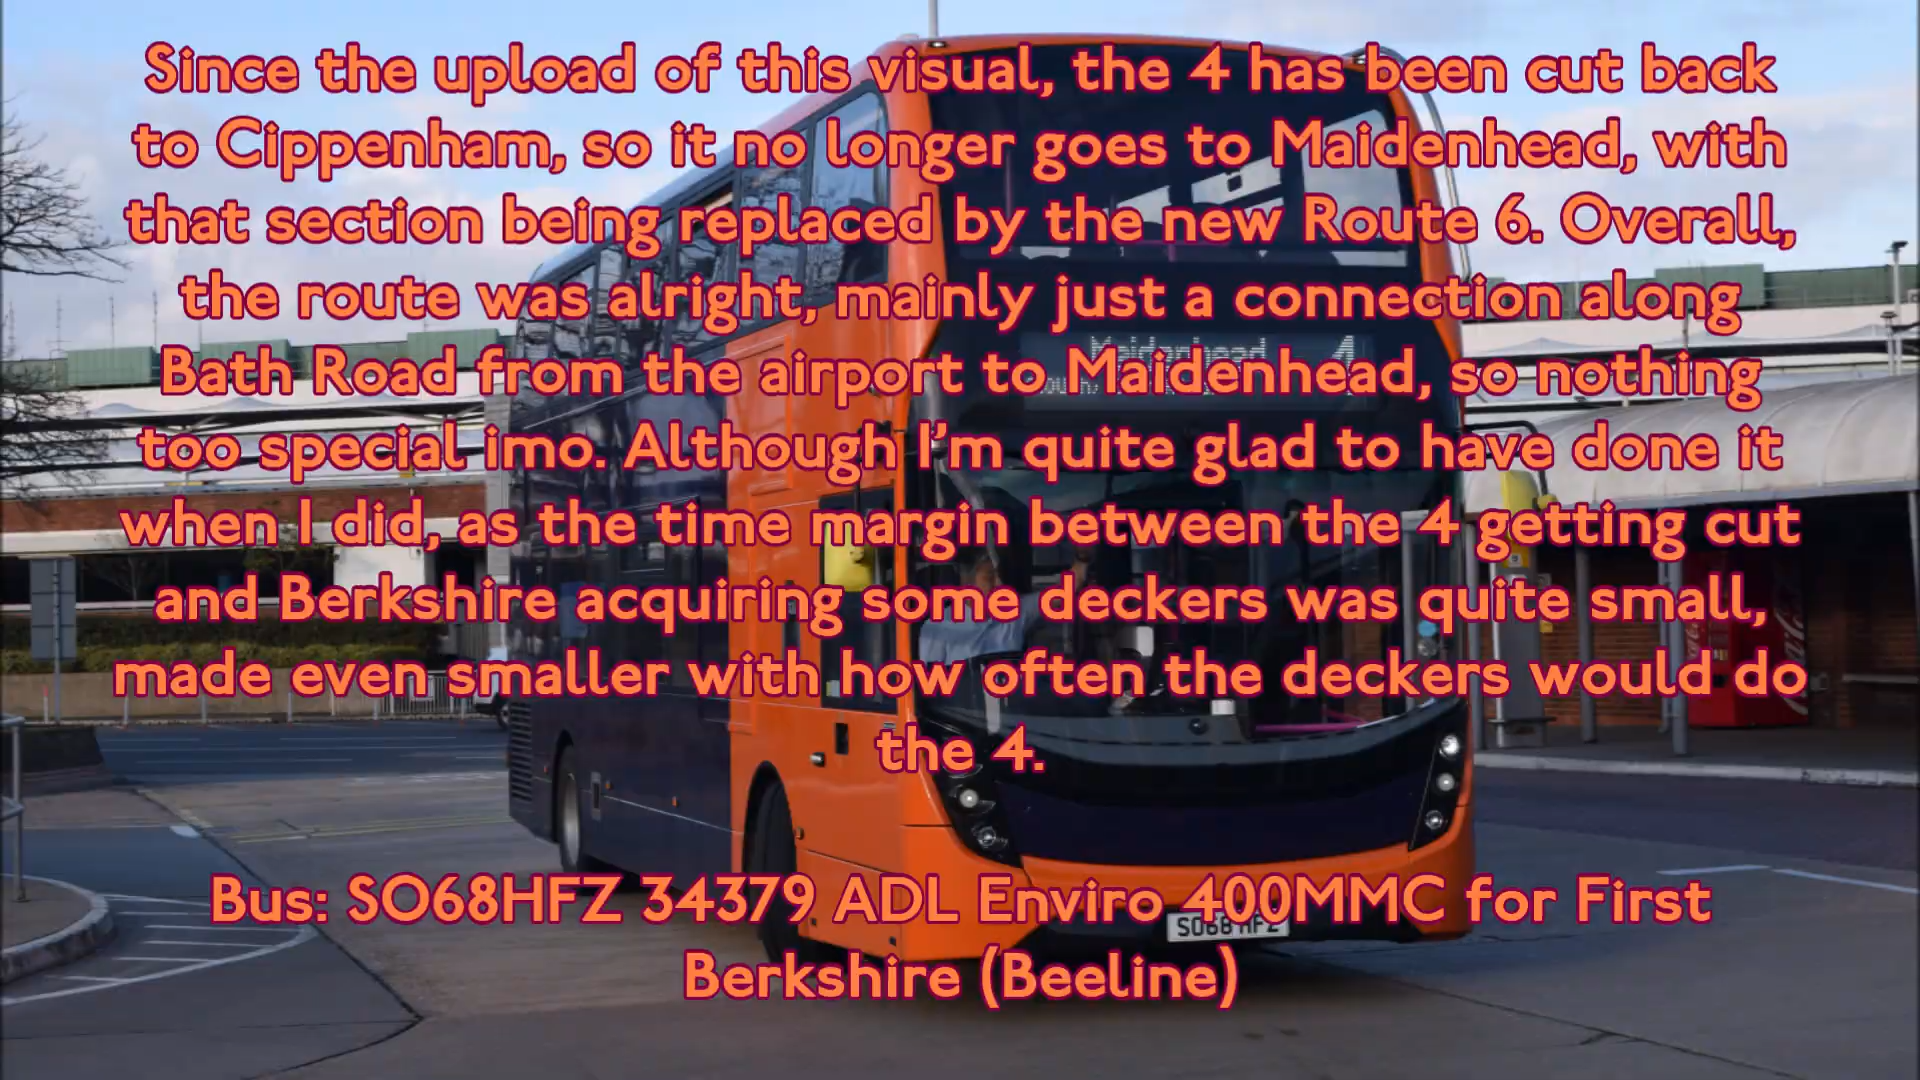 Since the upload of this visual, the 4 has been cut back
to Cippenham, so it no longer goes to Maidenhead, with
that section being replaced by the new Route 6. Overall,
the route was alright, mainly just a connection along
Bath Road from the airport to Maidenhead, so nothing
too special imo. Although I'm quite glad to have done it
when I did, as the time margin between the 4 getting cut
and Berkshire acquiring some deckers was quite small,
made even smaller with how often the deckers would do
the 4.
Bus: SO68HFZ 34379 ADL Enviro 400MMC for First
Berkshire (Beeline)
Maidenhead 4
SO68 HFZ